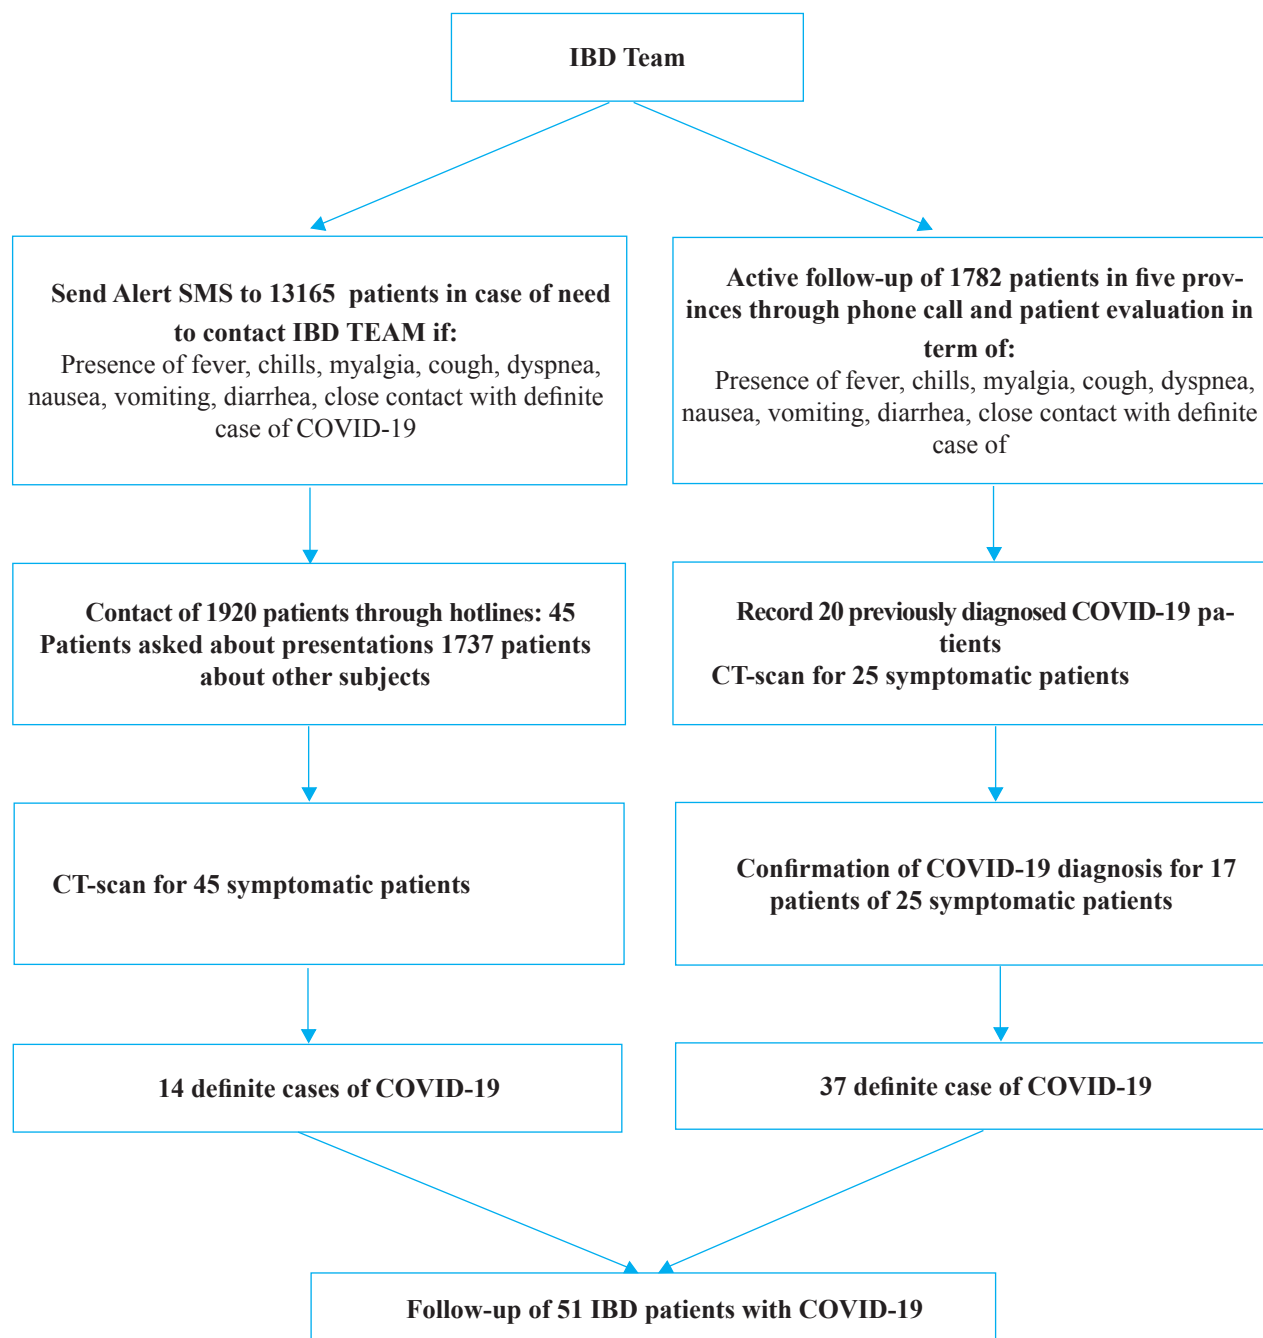 IBD Team
Send Alert SMS to 13165 patients in case of need
to contact IBD TEAM if:
Presence of fever, chills, myalgia, cough, dyspnea,
nausea, vomiting, diarrhea, close contact with definite
case of COVID-19
Active follow-up of 1782 patients in five prov-
inces through phone call and patient evaluation in
term of:
Presence of fever, chills, myalgia, cough, dyspnea,
nausea, vomiting, diarrhea, close contact with definite
case of
Contact of 1920 patients through hotlines: 45
Patients asked about presentations 1737 patients
about other subjects
Record 20 previously diagnosed COVID-19 pa-
tients
CT-scan for 25 symptomatic patients
CT-scan for 45 symptomatic patients
Confirmation of COVID-19 diagnosis for 17
patients of 25 symptomatic patients
14 definite cases of COVID-19
37 definite case of COVID-19
Follow-up of 51 IBD patients with COVID-19